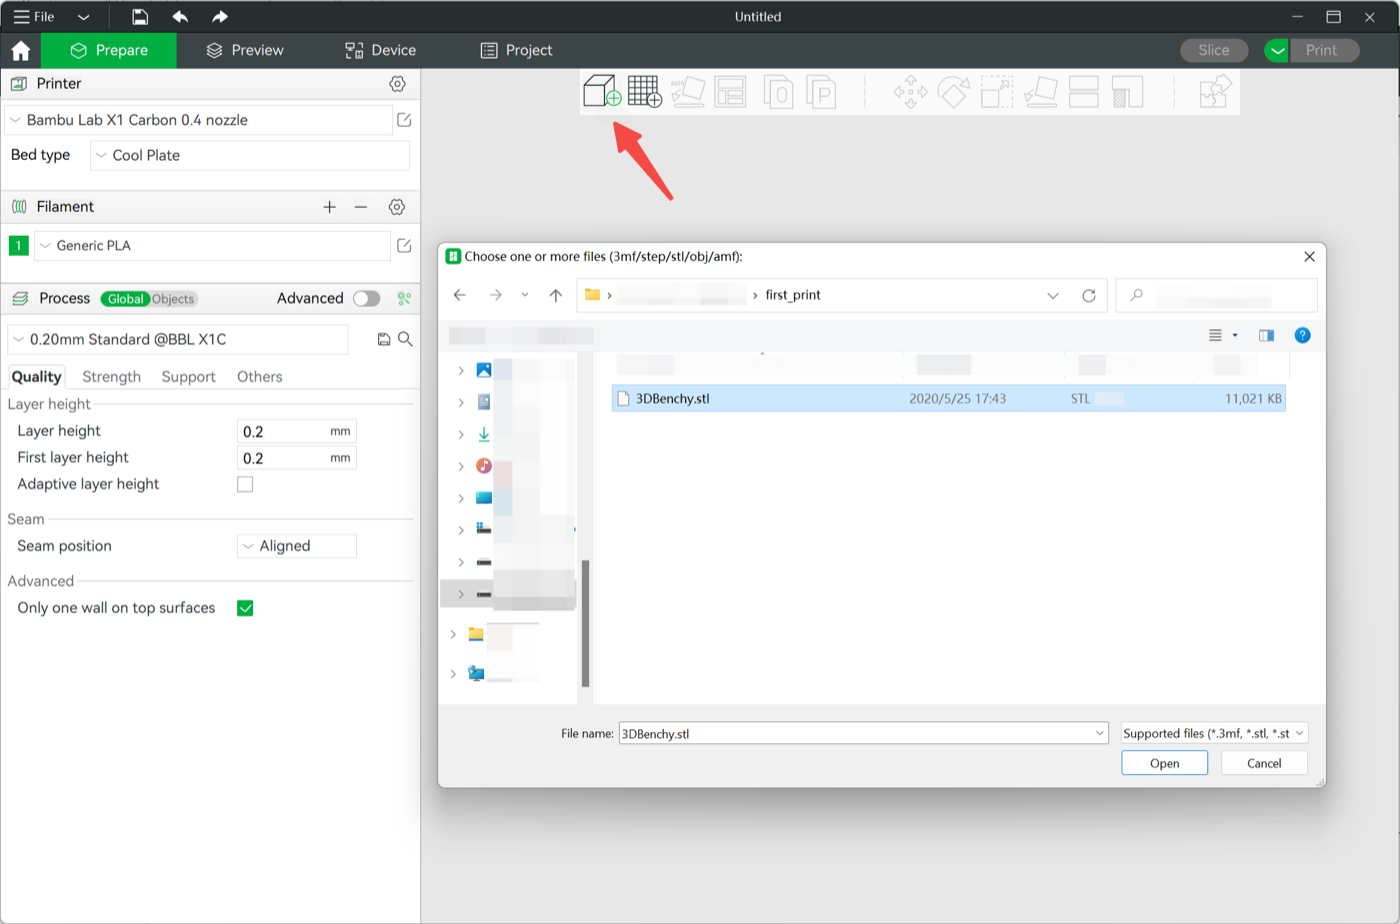 File
Untitled
Prepare
Preview
Device
Project
Slice
Print
Printer
AUTO
O
P
Bambu Lab X1 Carbon 0.4 nozzle
Bed type
Cool Plate
Filament
1
Generic PLA
Process
Global
Objects
Advanced
0.20mm Standard @BBL X1C
Quality
Strength
Support
Others
Layer height
Layer height
0.2 mm
First layer height
0.2 mm
Adaptive layer height
Seam
Seam position
Aligned
Advanced
Only one wall on top surfaces
Choose one or more files (3mf/step/stl/obj/amf):
first_print
3DBenchy.stl 2020/5/25 17:43 STL 11,021 KB
File name: 3DBenchy.stl
Supported files (*.3mf, *.stl, *.st
Open
Cancel